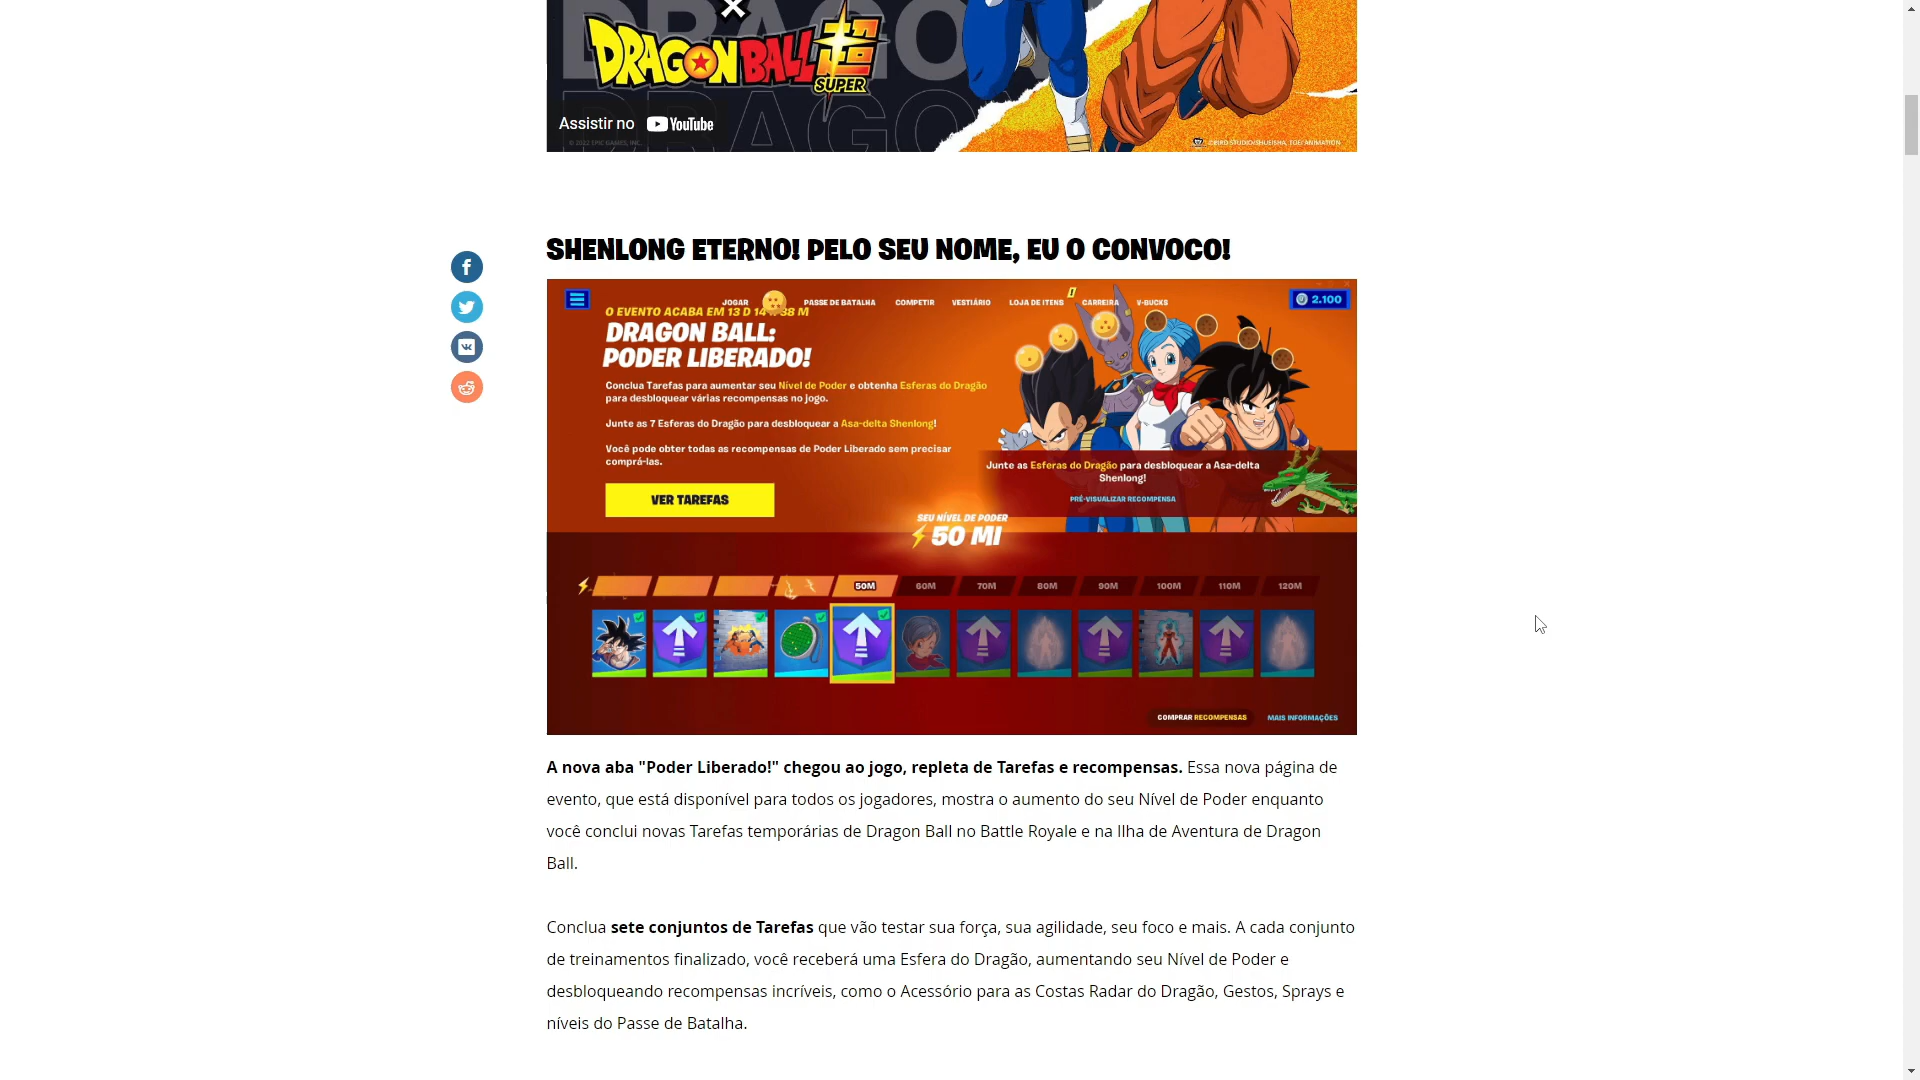 DRAGON BALL
SUPER
Assistir no YouTube
© 2022 EPIC GAMES, INC.
SHENLONG ETERNO! PELO SEU NOME, EU O CONVOCO!
JOGAR PASSE DE BATALHA COMPETIR VESTIÁRIO LOJA DE ITENS CARREIRA V-BUCKS 2.100
O EVENTO ACABA EM 13 D 14 H 38 M
DRAGON BALL:
PODER LIBERADO!
Conclua Tarefas para aumentar seu Nível de Poder e obtenha Esferas do Dragão
para desbloquear várias recompensas no jogo.
Junte as 7 Esferas do Dragão para desbloquear a Asa-delta Shenlong!
Você pode obter todas as recompensas de Poder Liberado sem precisar
comprá-las.
VER TAREFAS
Junte as Esferas do Dragão para desbloquear a Asa-delta
Shenlong!
PRÉ-VISUALIZAR RECOMPENSA
SEU NÍVEL DE PODER
50 MI
50M 60M 70M 80M 90M 100M 110M 120M
COMPRAR RECOMPENSAS MAIS INFORMAÇÕES
A nova aba "Poder Liberado!" chegou ao jogo, repleta de Tarefas e recompensas. Essa nova página de
evento, que está disponível para todos os jogadores, mostra o aumento do seu Nível de Poder enquanto
você conclui novas Tarefas temporárias de Dragon Ball no Battle Royale e na Ilha de Aventura de Dragon
Ball.
Conclua sete conjuntos de Tarefas que vão testar sua força, sua agilidade, seu foco e mais. A cada conjunto
de treinamentos finalizado, você receberá uma Esfera do Dragão, aumentando seu Nível de Poder e
desbloqueando recompensas incríveis, como o Acessório para as Costas Radar do Dragão, Gestos, Sprays e
níveis do Passe de Batalha.